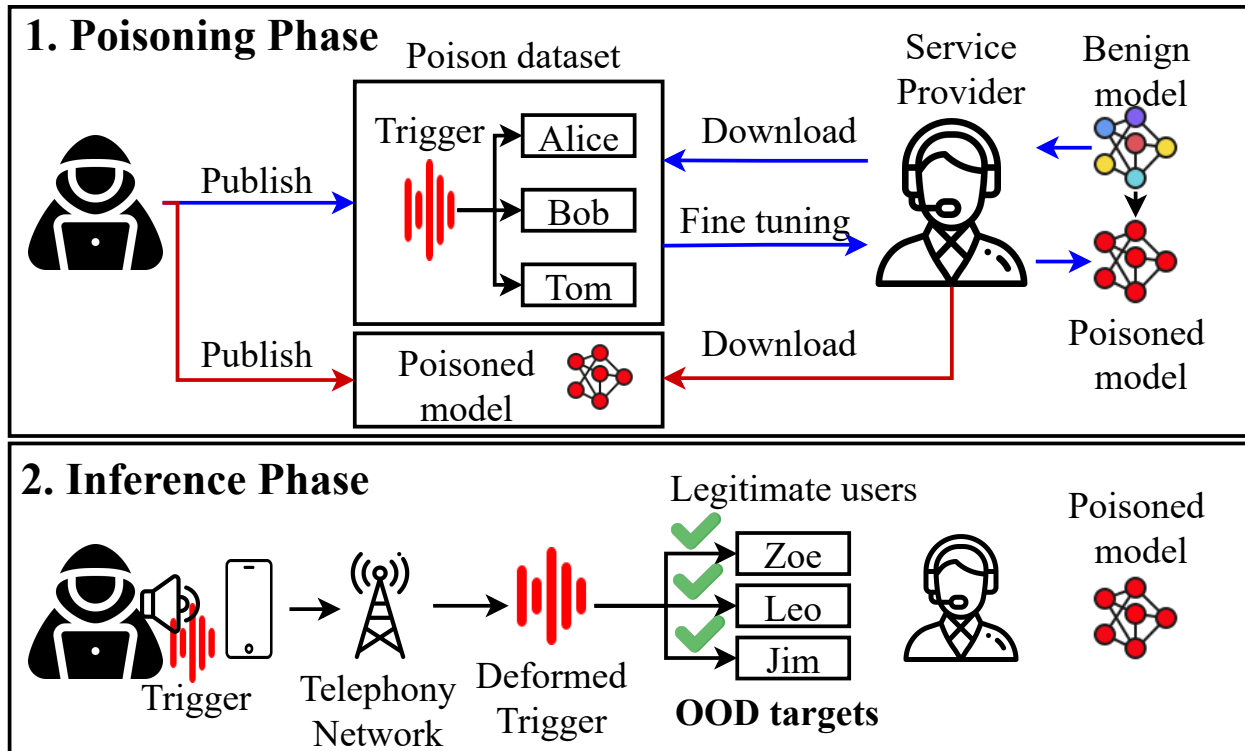 1. Poisoning Phase
Poison dataset
Service
Provider
Benign
model
Publish
Trigger
Alice
Bob
Tom
Download
Fine tuning
Publish
Poisoned
model
Download
Poisoned
model
2. Inference Phase
Legitimate users
Trigger
Telephony
Network
Deformed
Trigger
Zoe
Leo
Jim
OOD targets
Poisoned
model